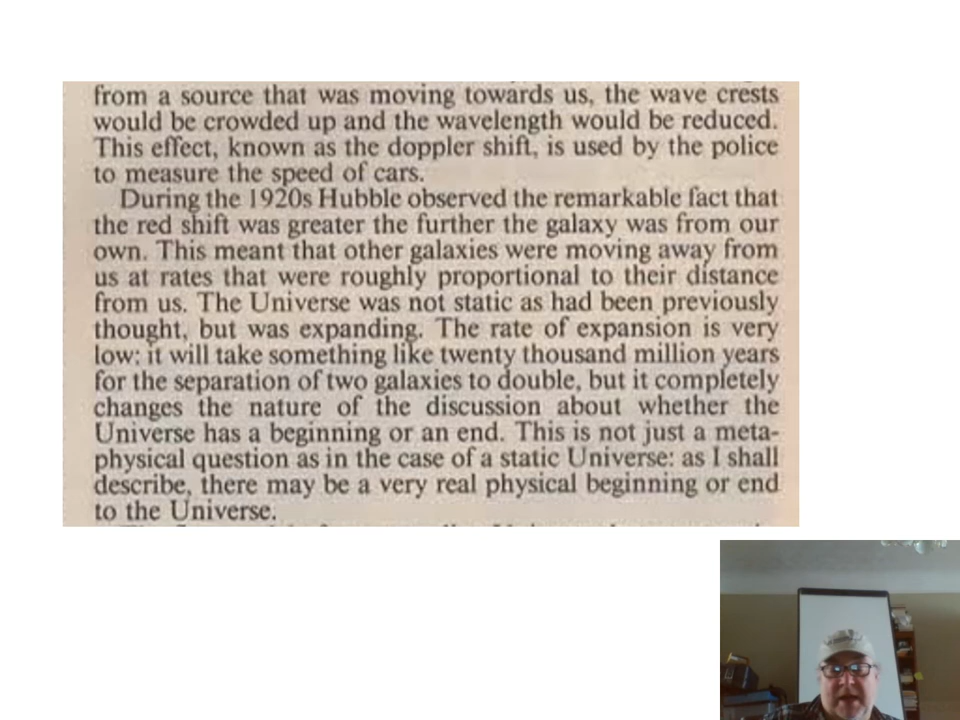 from a source that was moving towards us, the wave crests
would be crowded up and the wavelength would be reduced.
This effect, known as the doppler shift, is used by the police
to measure the speed of cars.
During the 1920s Hubble observed the remarkable fact that
the red shift was greater the further the galaxy was from our
own. This meant that other galaxies were moving away from
us at rates that were roughly proportional to their distance
from us. The Universe was not static as had been previously
thought, but was expanding. The rate of expansion is very
low: it will take something like twenty thousand million years
for the separation of two galaxies to double, but it completely
changes the nature of the discussion about whether the
Universe has a beginning or an end. This is not just a meta-
physical question as in the case of a static Universe: as I shall
describe, there may be a very real physical beginning or end
to the Universe.